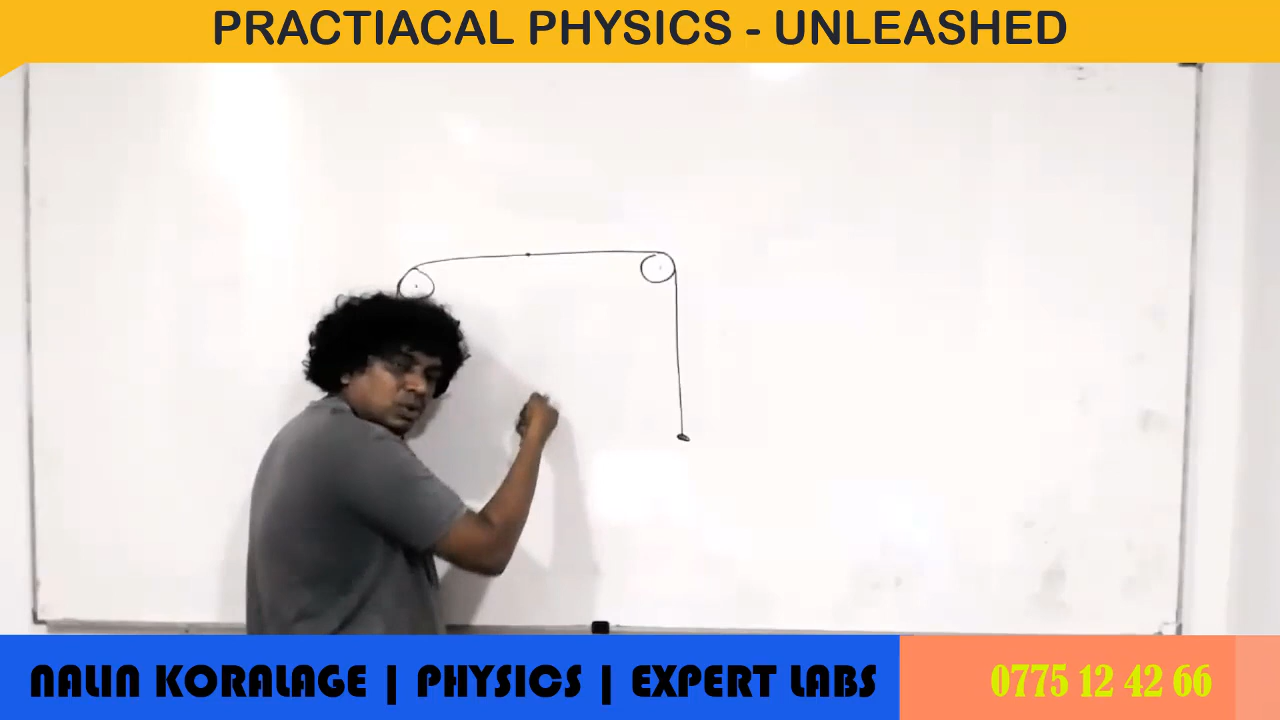 PRACTIACAL PHYSICS - UNLEASHED
NALIN KORALAGE | PHYSICS | EXPERT LABS
0775 12 42 66